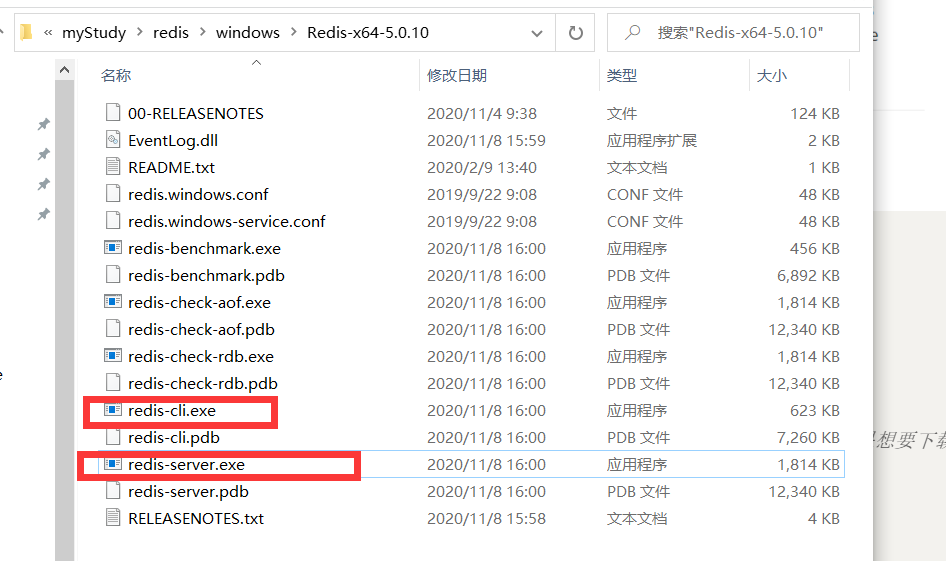 « myStudy > redis > windows > Redis-x64-5.0.10 搜索"Redis-x64-5.0.10" e
名称 修改日期 类型 大小
00-RELEASENOTES 2020/11/4 9:38 文件 124 KB
EventLog.dll 2020/11/8 15:59 应用程序扩展 2 KB
README.txt 2020/2/9 13:40 文本文档 1 KB
redis.windows.conf 2019/9/22 9:08 CONF 文件 48 KB
redis.windows-service.conf 2019/9/22 9:08 CONF 文件 48 KB
redis-benchmark.exe 2020/11/8 16:00 应用程序 456 KB
redis-benchmark.pdb 2020/11/8 16:00 PDB 文件 6,892 KB
redis-check-aof.exe 2020/11/8 16:00 应用程序 1,814 KB
redis-check-aof.pdb 2020/11/8 16:00 PDB 文件 12,340 KB
redis-check-rdb.exe 2020/11/8 16:00 应用程序 1,814 KB
e redis-check-rdb.pdb 2020/11/8 16:00 PDB 文件 12,340 KB
redis-cli.exe 2020/11/8 16:00 应用程序 623 KB
redis-cli.pdb 2020/11/8 16:00 PDB 文件 7,260 KB 想要下载
redis-server.exe 2020/11/8 16:00 应用程序 1,814 KB
redis-server.pdb 2020/11/8 16:00 PDB 文件 12,340 KB
RELEASENOTES.txt 2020/11/8 15:58 文本文档 4 KB